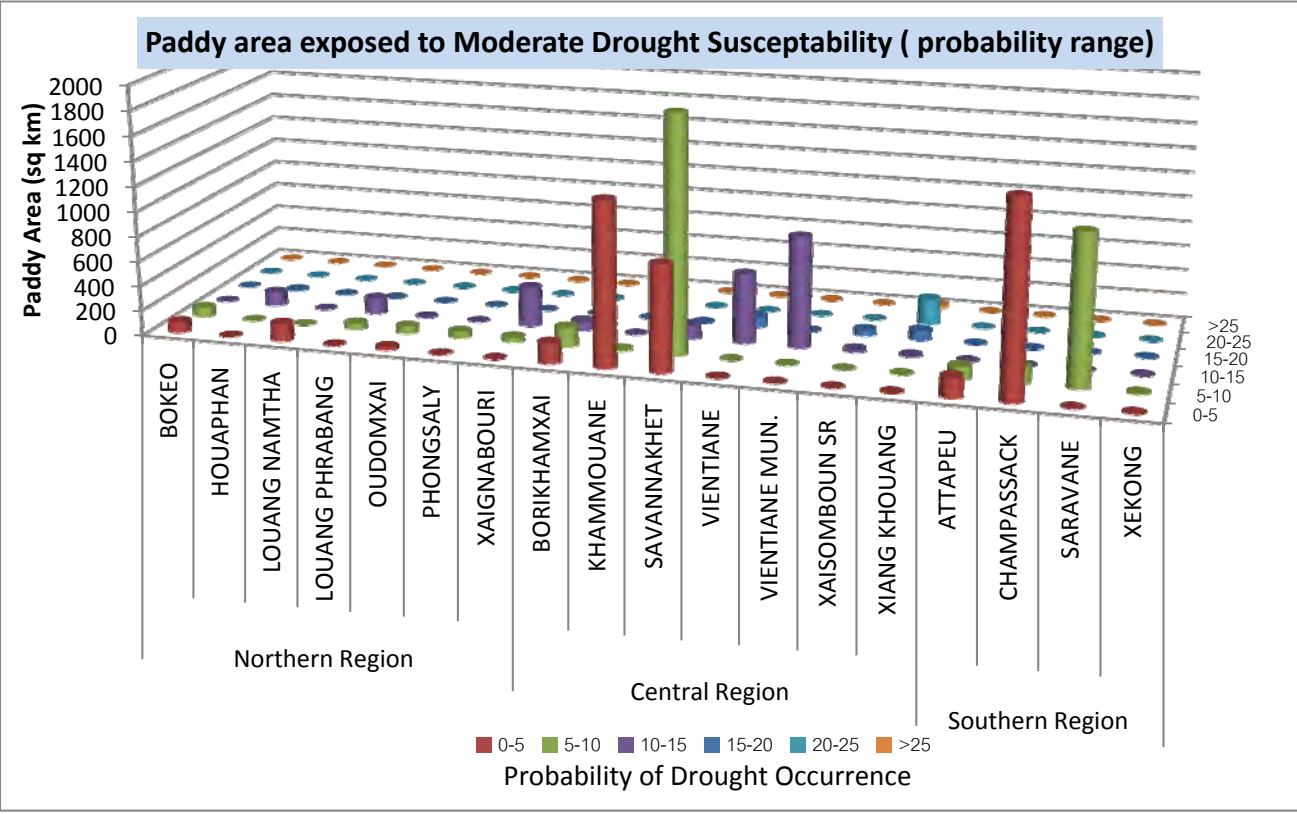 Paddy area exposed to Moderate Drought Susceptability ( probability range)
Paddy Area (sq km)
2000
1800
1600
1400
1200
1000
800
600
400
200
0
>25
20-25
15-20
10-15
5-10
0-5
BOKEO
HOUAPHAN
LOUANG NAMTHA
LOUANG PHRABANG
OUDOMXAI
PHONGSALY
XAIGNABOURI
BORIKHAMXAI
KHAMMOUANE
SAVANNAKHET
VIENTIANE
VIENTIANE MUN.
XAISOMBOUN SR
XIANG KHOUANG
ATTAPEU
CHAMPASSACK
SARAVANE
XEKONG
Northern Region
Central Region
Southern Region
0-5 5-10 10-15 15-20 20-25 >25
Probability of Drought Occurrence